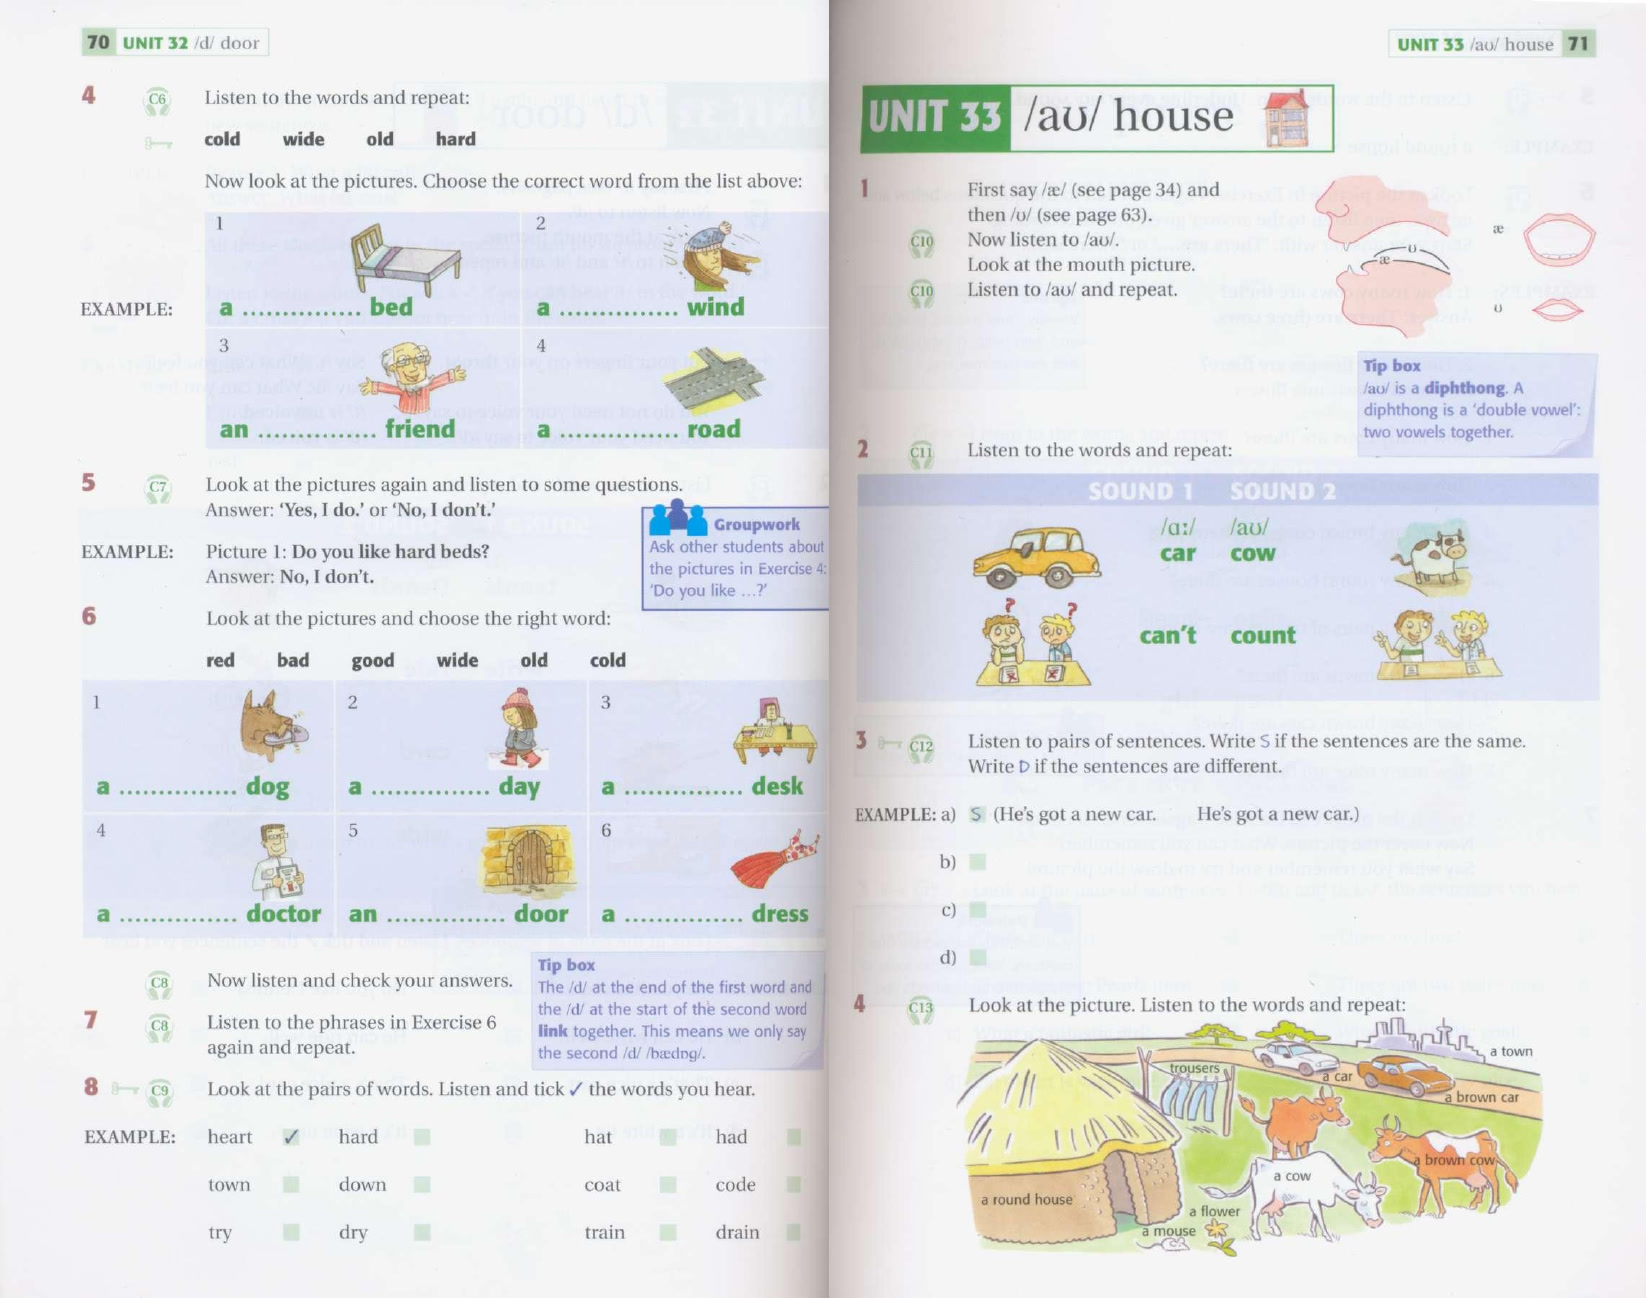 70 UNIT 32 /d/ door
4 C6 Listen to the words and repeat:
cold wide old hard
Now look at the pictures. Choose the correct word from the list above:
1 2
EXAMPLE: a ............... bed a ............... wind
3 4
an ............... friend a ............... road
5 C7 Look at the pictures again and listen to some questions.
Answer: ‘Yes, I do.’ or ‘No, I don’t.’
EXAMPLE: Picture 1: Do you like hard beds?
Answer: No, I don’t.
Groupwork
Ask other students about
the pictures in Exercise 4:
‘Do you like ...?’
6 Look at the pictures and choose the right word:
red bad good wide old cold
1 2 3
a ............... dog a ............... day a ............... desk
4 5 6
a ............... doctor an ............... door a ............... dress
C8 Now listen and check your answers.
7 C8 Listen to the phrases in Exercise 6
again and repeat.
Tip box
The /d/ at the end of the first word and
the /d/ at the start of the second word
link together. This means we only say
the second /d/ /bædɒg/.
8 C9 Look at the pairs of words. Listen and tick ✓ the words you hear.
EXAMPLE: heart ✓ hard hat had
town down coat code
try dry train drain
UNIT 33 /aʊ/ house 71
UNIT 33 /aʊ/ house
1 First say /æ/ (see page 34) and
then /ʊ/ (see page 63).
C10 Now listen to /aʊ/.
Look at the mouth picture.
C10 Listen to /aʊ/ and repeat.
ʊ
æ
æ
ʊ
Tip box
/aʊ/ is a diphthong. A
diphthong is a ‘double vowel’:
two vowels together.
2 C11 Listen to the words and repeat:
SOUND 1 SOUND 2
/ɑː/ /aʊ/
car cow
? ?
can’t count
3 C12 Listen to pairs of sentences. Write S if the sentences are the same.
Write D if the sentences are different.
EXAMPLE: a) S (He’s got a new car. He’s got a new car.)
b)
c)
d)
4 C13 Look at the picture. Listen to the words and repeat:
a town
trousers
a car
a brown car
a brown cow
a cow
a round house
a flower
a mouse